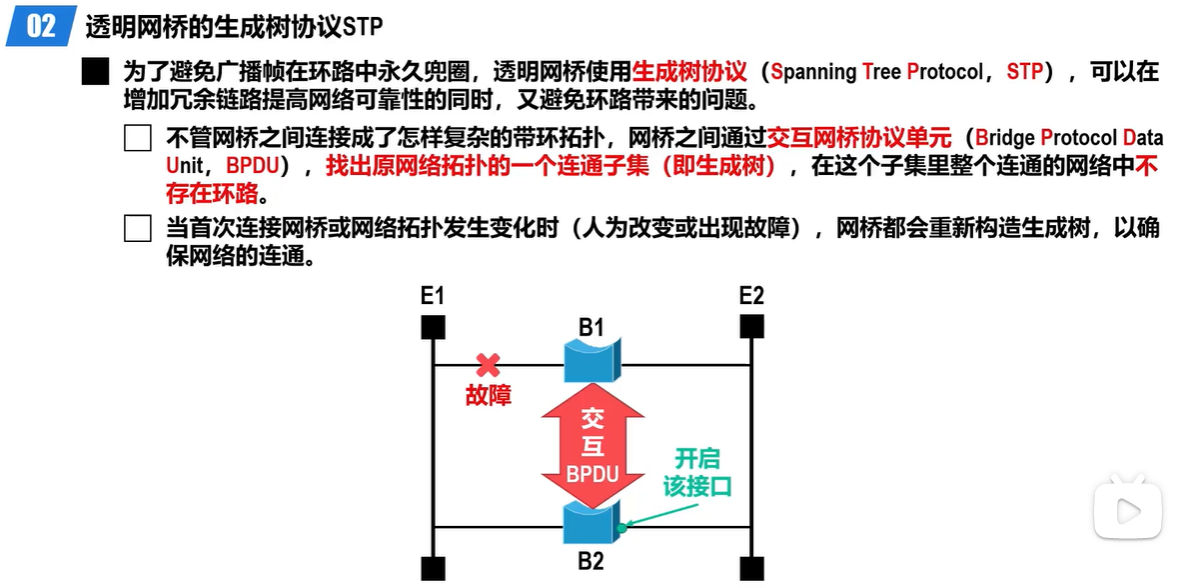 02 透明网桥的生成树协议STP
为了避免广播帧在环路中永久兜圈，透明网桥使用生成树协议（Spanning Tree Protocol，STP），可以在
增加冗余链路提高网络可靠性的同时，又避免环路带来的问题。
不管网桥之间连接成了怎样复杂的带环拓扑，网桥之间通过交互网桥协议单元（Bridge Protocol Data
Unit，BPDU），找出原网络拓扑的一个连通子集（即生成树），在这个子集里整个连通的网络中不
存在环路。
当首次连接网桥或网络拓扑发生变化时（人为改变或出现故障），网桥都会重新构造生成树，以确
保网络的连通。
E1
E2
B1
故障
交
互
BPDU
开启
该接口
B2